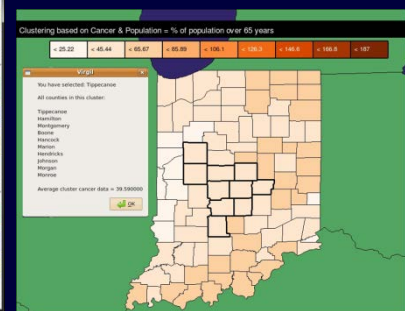 Clustering based on Cancer & Population = % of population over 65 years
< 25.22 < 45.44 < 65.67 < 85.89 < 106.1 < 126.3 < 146.6 < 166.8 < 187
Virgil
You have selected: Tippecanoe
All counties in this cluster:
Tippecanoe
Hamilton
Montgomery
Boone
Hancock
Marion
Hendricks
Johnson
Morgan
Monroe
Average cluster cancer data = 39.590000
OK